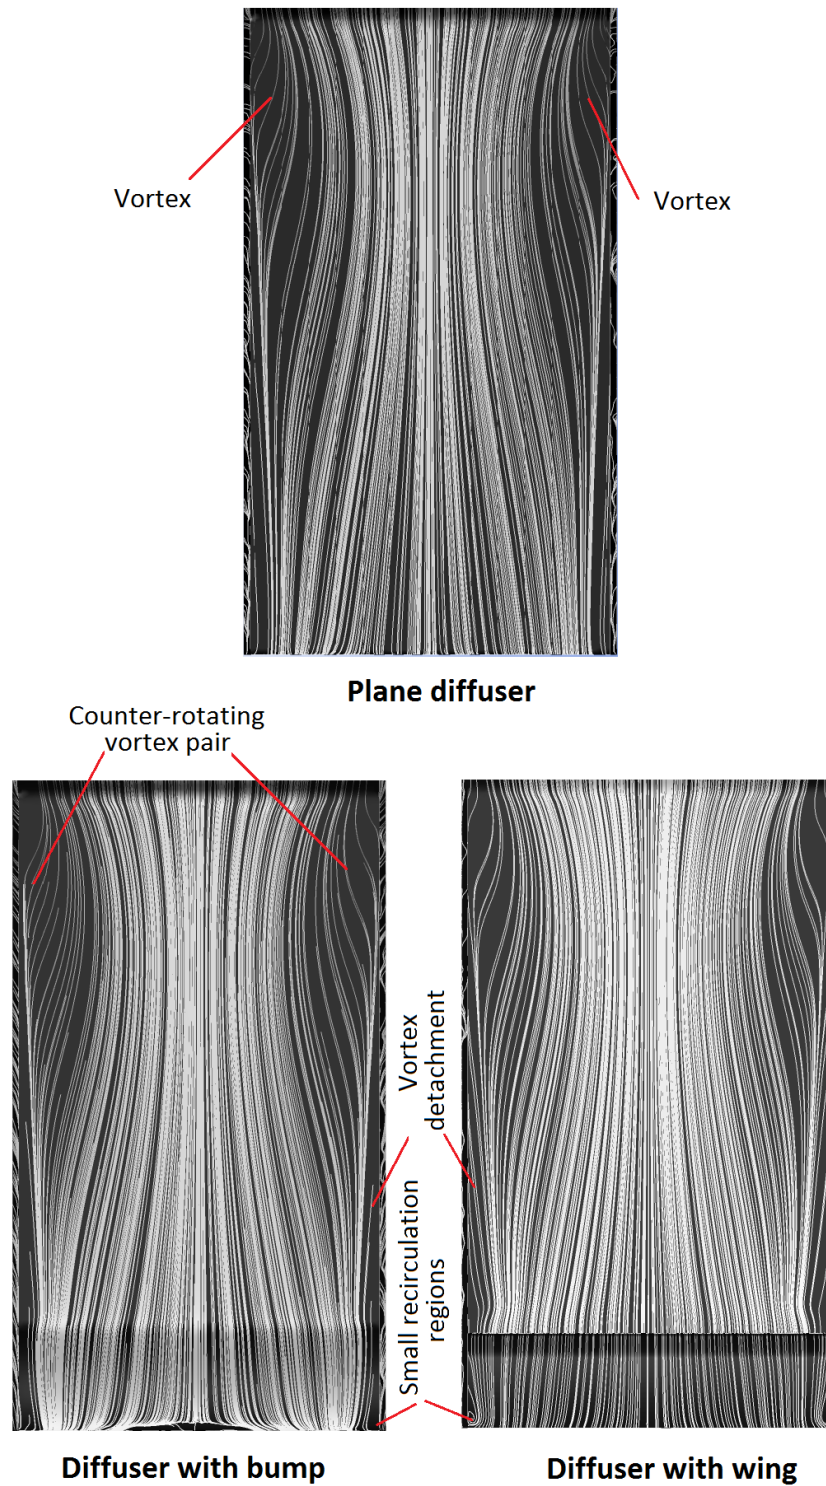 Vortex
Vortex
Plane diffuser
Counter-rotating
vortex pair
Vortex
detachment
Small recirculation
regions
Diffuser with bump
Diffuser with wing